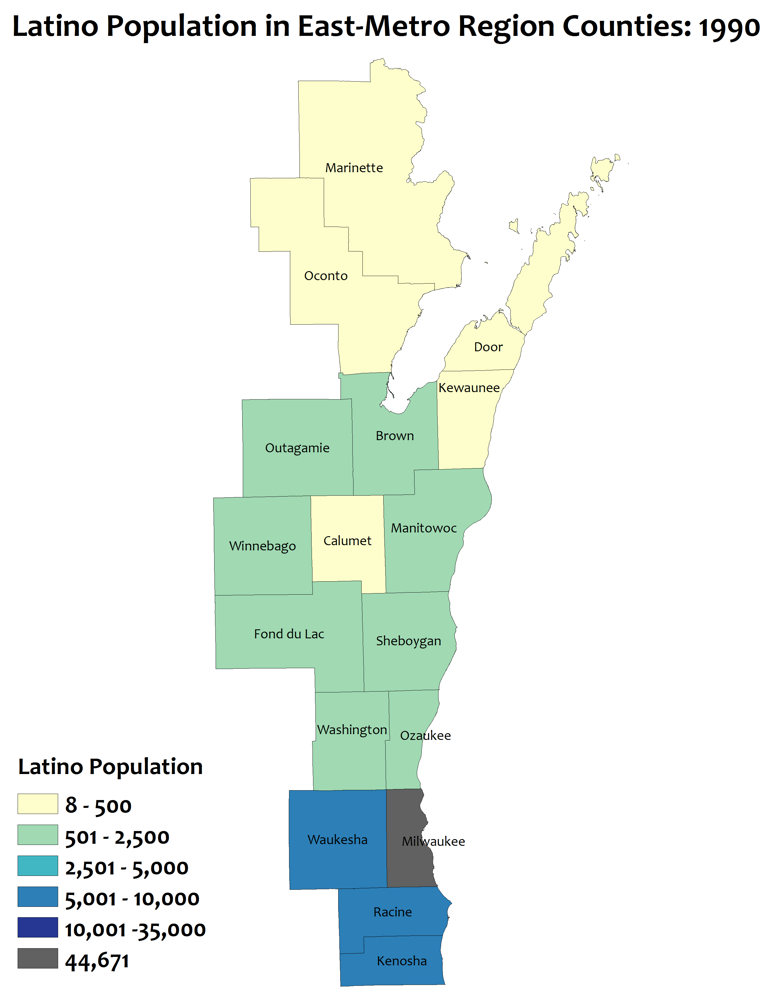 Latino Population in East-Metro Region Counties: 1990
Marinette
Oconto
Door
Kewaunee
Brown
Outagamie
Manitowoc
Calumet
Winnebago
Fond du Lac
Sheboygan
Washington
Ozaukee
Waukesha
Milwaukee
Racine
Kenosha
Latino Population
8 - 500
501 - 2,500
2,501 - 5,000
5,001 - 10,000
10,001 -35,000
44,671